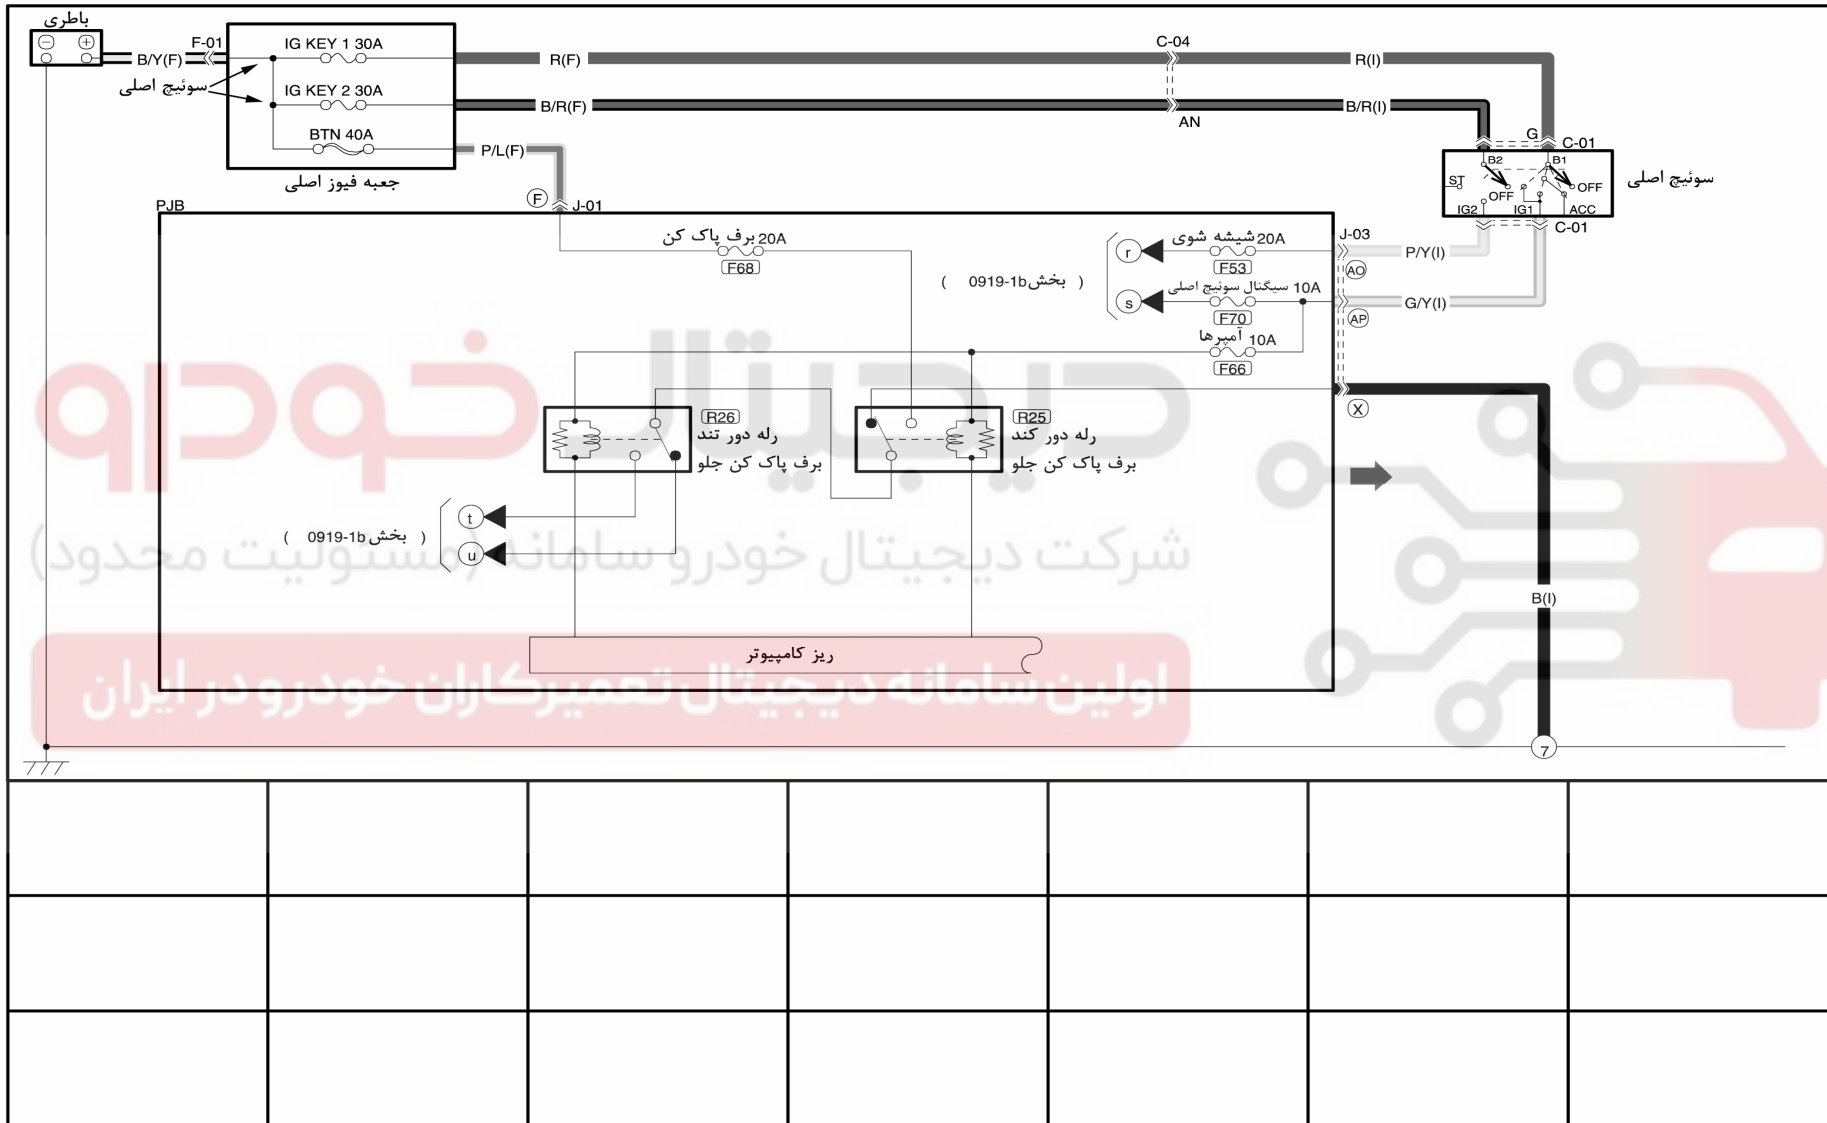 باطری
− +
B/Y(F)
F-01
سوئیچ اصلی
IG KEY 1 30A
IG KEY 2 30A
BTN 40A
جعبه فیوز اصلی
R(F)
C-04
R(I)
B/R(F)
B/R(I)
AN
P/L(F)
G
C-01
B2
B1
ST
OFF
OFF
IG2
IG1
ACC
سوئیچ اصلی
C-01
PJB
F
J-01
برف پاک کن 20A
F68
r
شیشه شوی 20A
F53
J-03
P/Y(I)
AO
( بخش 0919-1b )
s
سیگنال سوئیچ اصلی 10A
F70
G/Y(I)
AP
آمپرها 10A
F66
X
R26
رله دور تند
برف پاک کن جلو
R25
رله دور کند
برف پاک کن جلو
t
( بخش 0919-1b )
u
B(I)
ریز کامپیوتر
7
دیجیتال خودرو
شرکت دیجیتال خودرو سامانه (مسئولیت محدود)
اولین سامانه دیجیتال تعمیرکاران خودرو در ایران